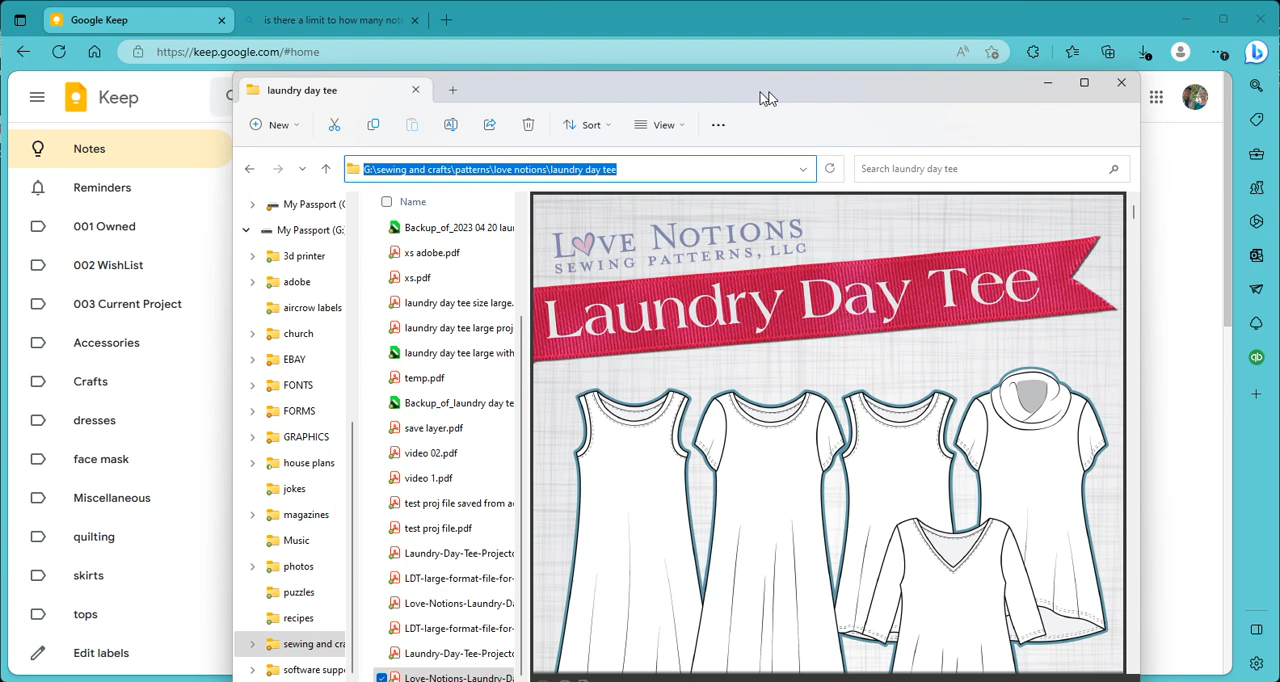 Google Keep
is there a limit to how many not
https://keep.google.com/#home
Keep
Notes
Reminders
001 Owned
002 WishList
003 Current Project
Accessories
Crafts
dresses
face mask
Miscellaneous
quilting
skirts
tops
Edit labels
laundry day tee
New
Sort
View
G:\sewing and crafts\patterns\love notions\laundry day tee
Search laundry day tee
My Passport (
My Passport (G:
3d printer
adobe
aircrow labels
church
EBAY
FONTS
FORMS
GRAPHICS
house plans
jokes
magazines
Music
photos
puzzles
recipes
sewing and cra
software suppo
Name
Backup_of_2023 04 20 laun
xs adobe.pdf
xs.pdf
laundry day tee size large.
laundry day tee large proj
laundry day tee large with
temp.pdf
Backup_of_laundry day te
save layer.pdf
video 02.pdf
video 1.pdf
test proj file saved from a
test proj file.pdf
Laundry-Day-Tee-Projecto
LDT-large-format-file-for-
Love-Notions-Laundry-Da
LDT-large-format-file-for-
Laundry-Day-Tee-Projecto
Love-Notions-Laundry-Da
LOVE NOTIONS
SEWING PATTERNS, LLC
Laundry Day Tee